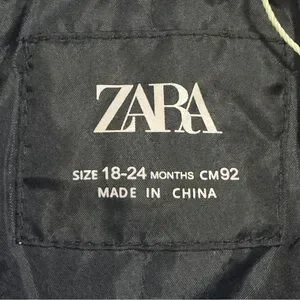 ZARA
SIZE 18-24 MONTHS CM92
MADE IN CHINA